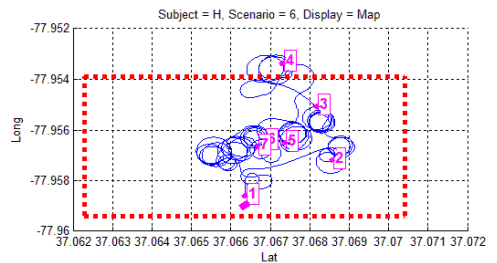 Subject = H, Scenario = 6, Display = Map
-77.952
-77.954
-77.956
-77.958
-77.96
Long
4
3
7 6 5
2
1
37.062 37.063 37.064 37.065 37.066 37.067 37.068 37.069 37.07 37.071 37.072
Lat